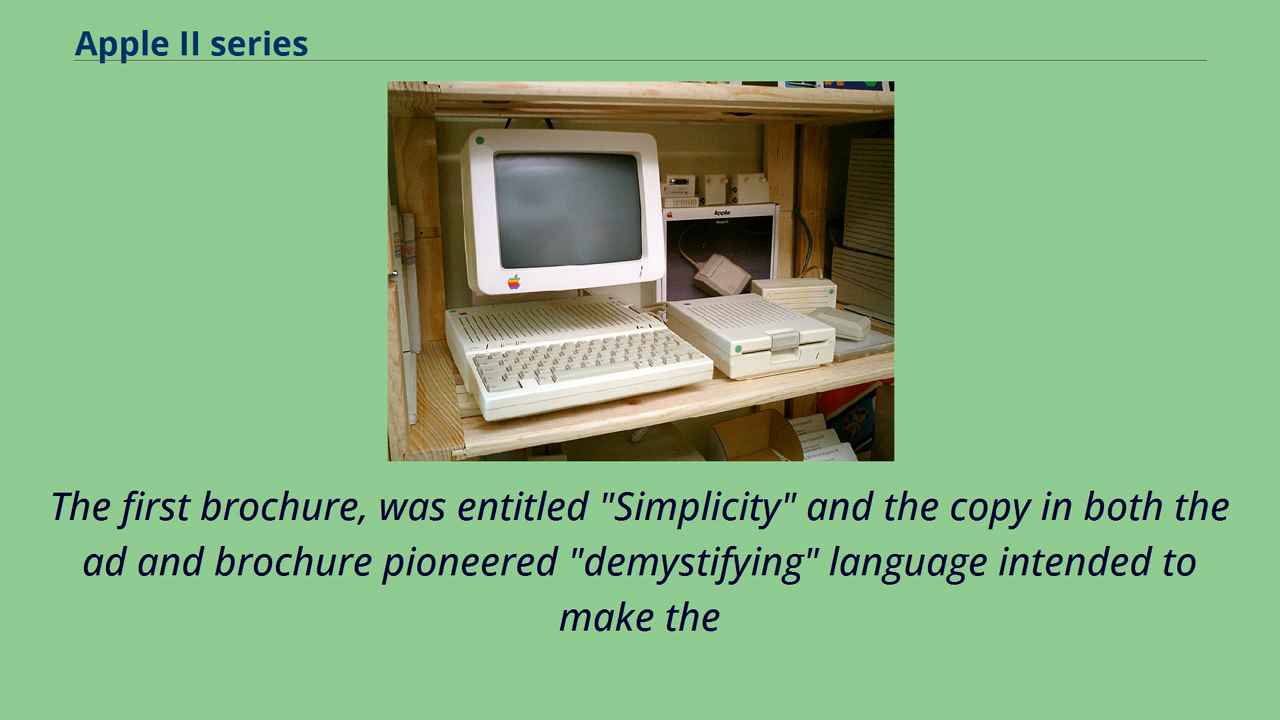 Apple II series
Apple
The first brochure, was entitled "Simplicity" and the copy in both the
ad and brochure pioneered "demystifying" language intended to
make the